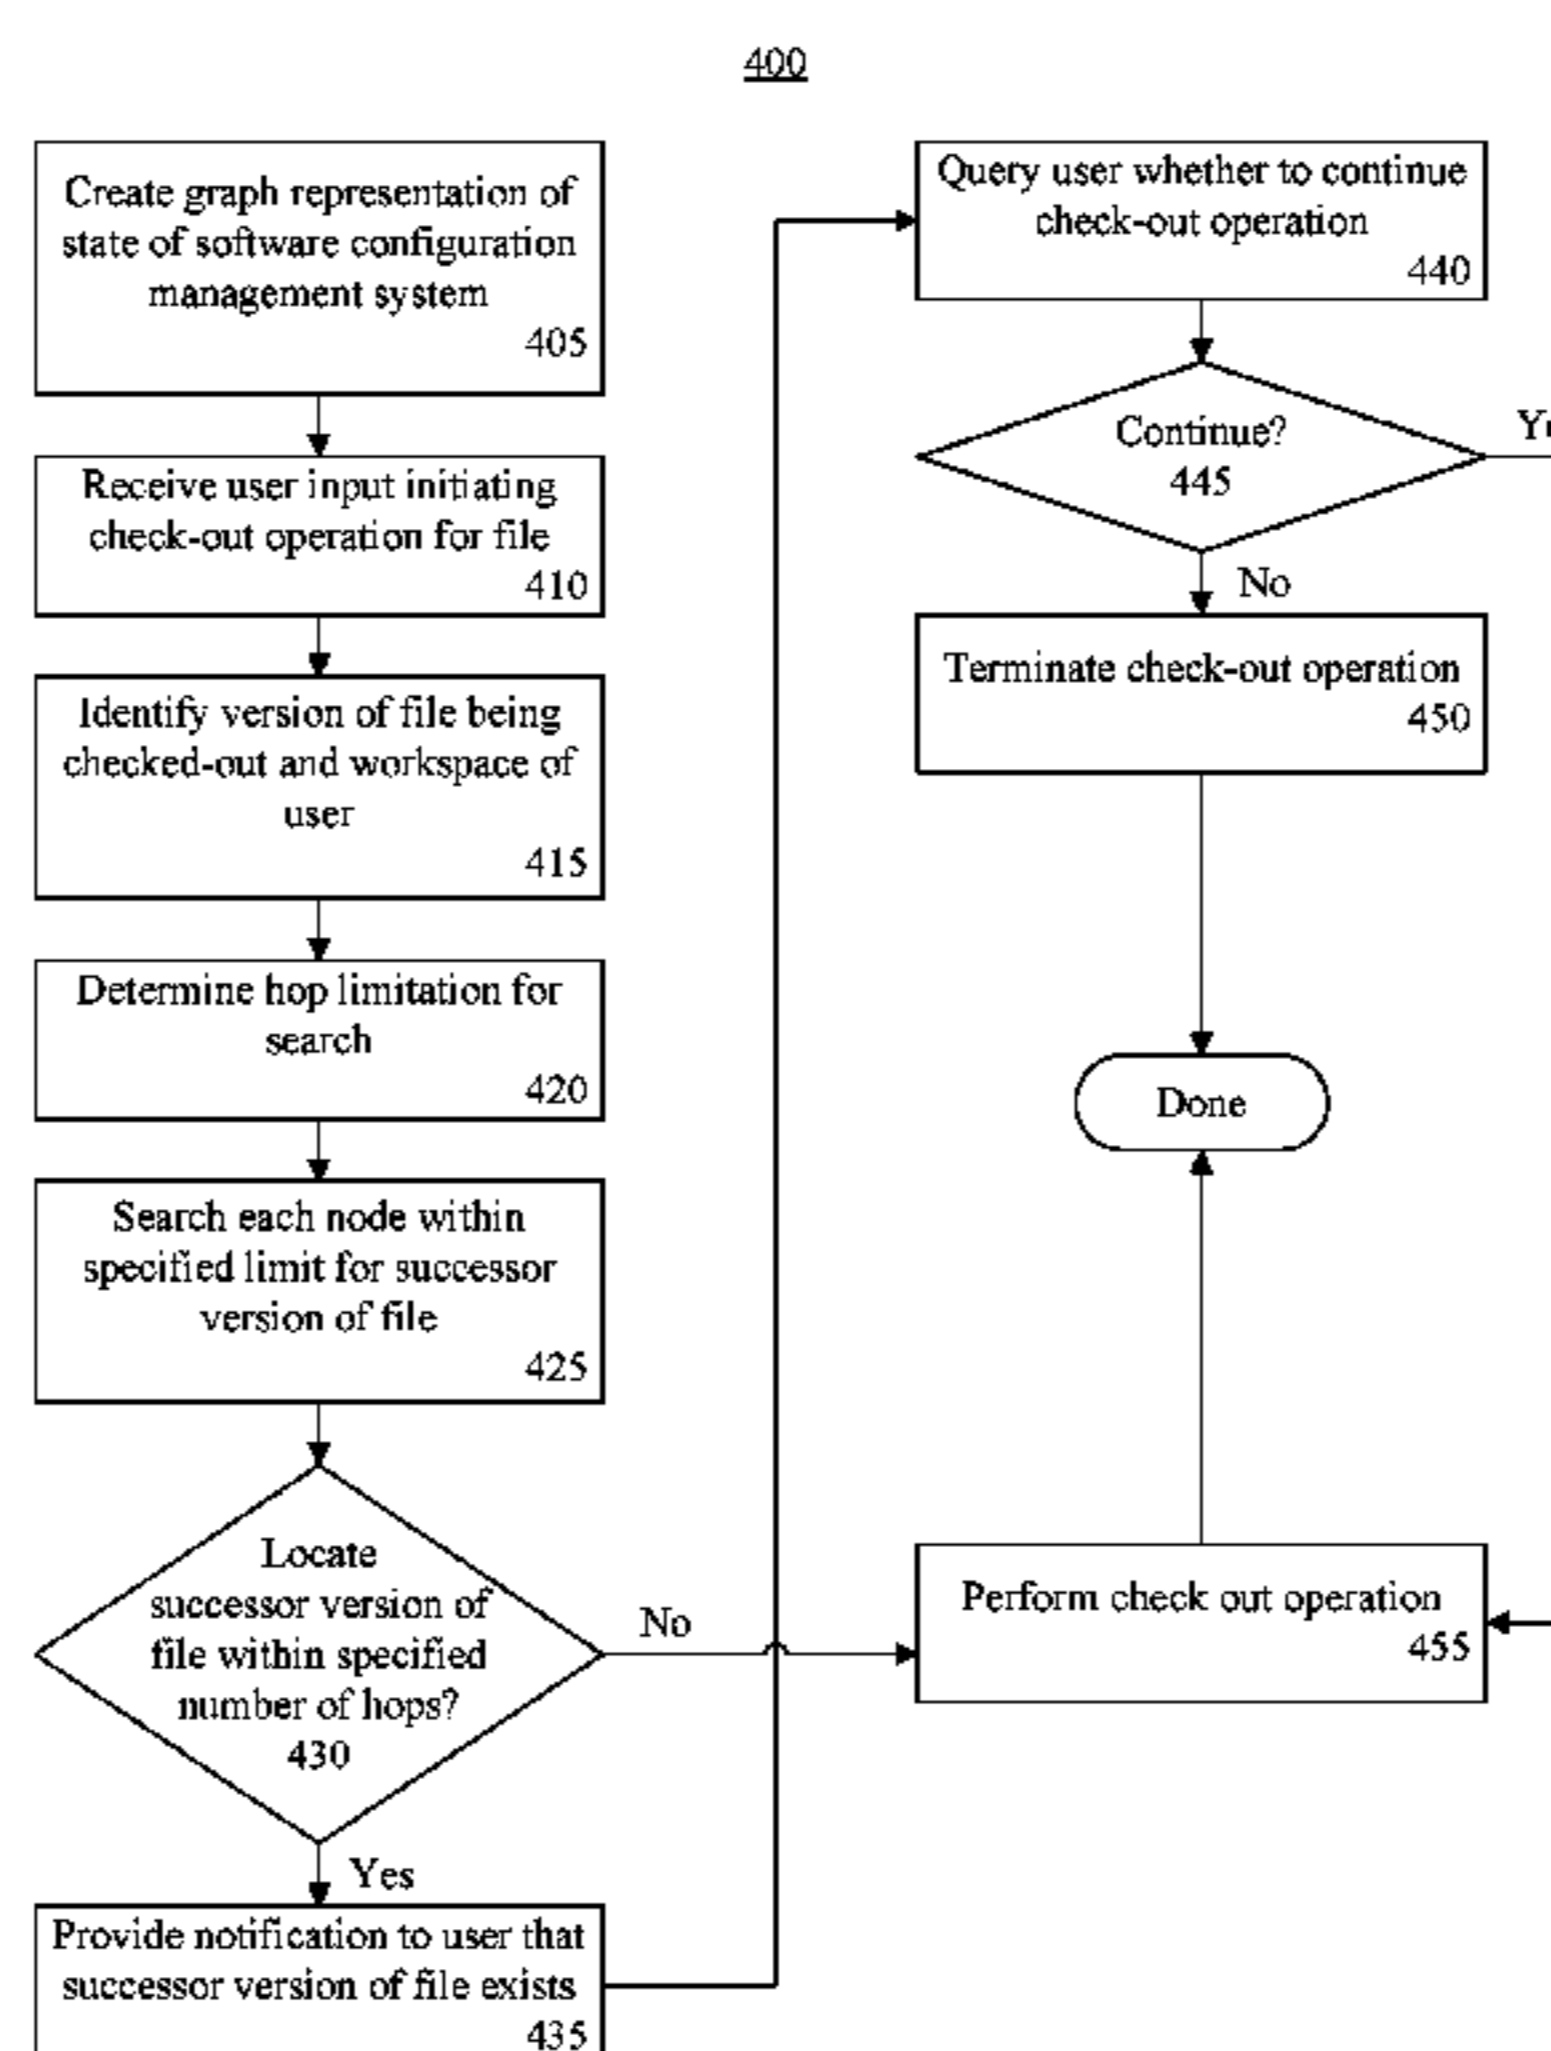 400
Create graph representation of
state of software configuration
management system
405
Receive user input initiating
check-out operation for file
410
Identify version of file being
checked-out and workspace of
user
415
Determine hop limitation for
search
420
Search each node within
specified limit for successor
version of file
425
Locate
successor version of
file within specified
number of hops?
430
No
Yes
Provide notification to user that
successor version of file exists
435
Query user whether to continue
check-out operation
440
Continue?
445
No
Terminate check-out operation
450
Done
Perform check out operation
455